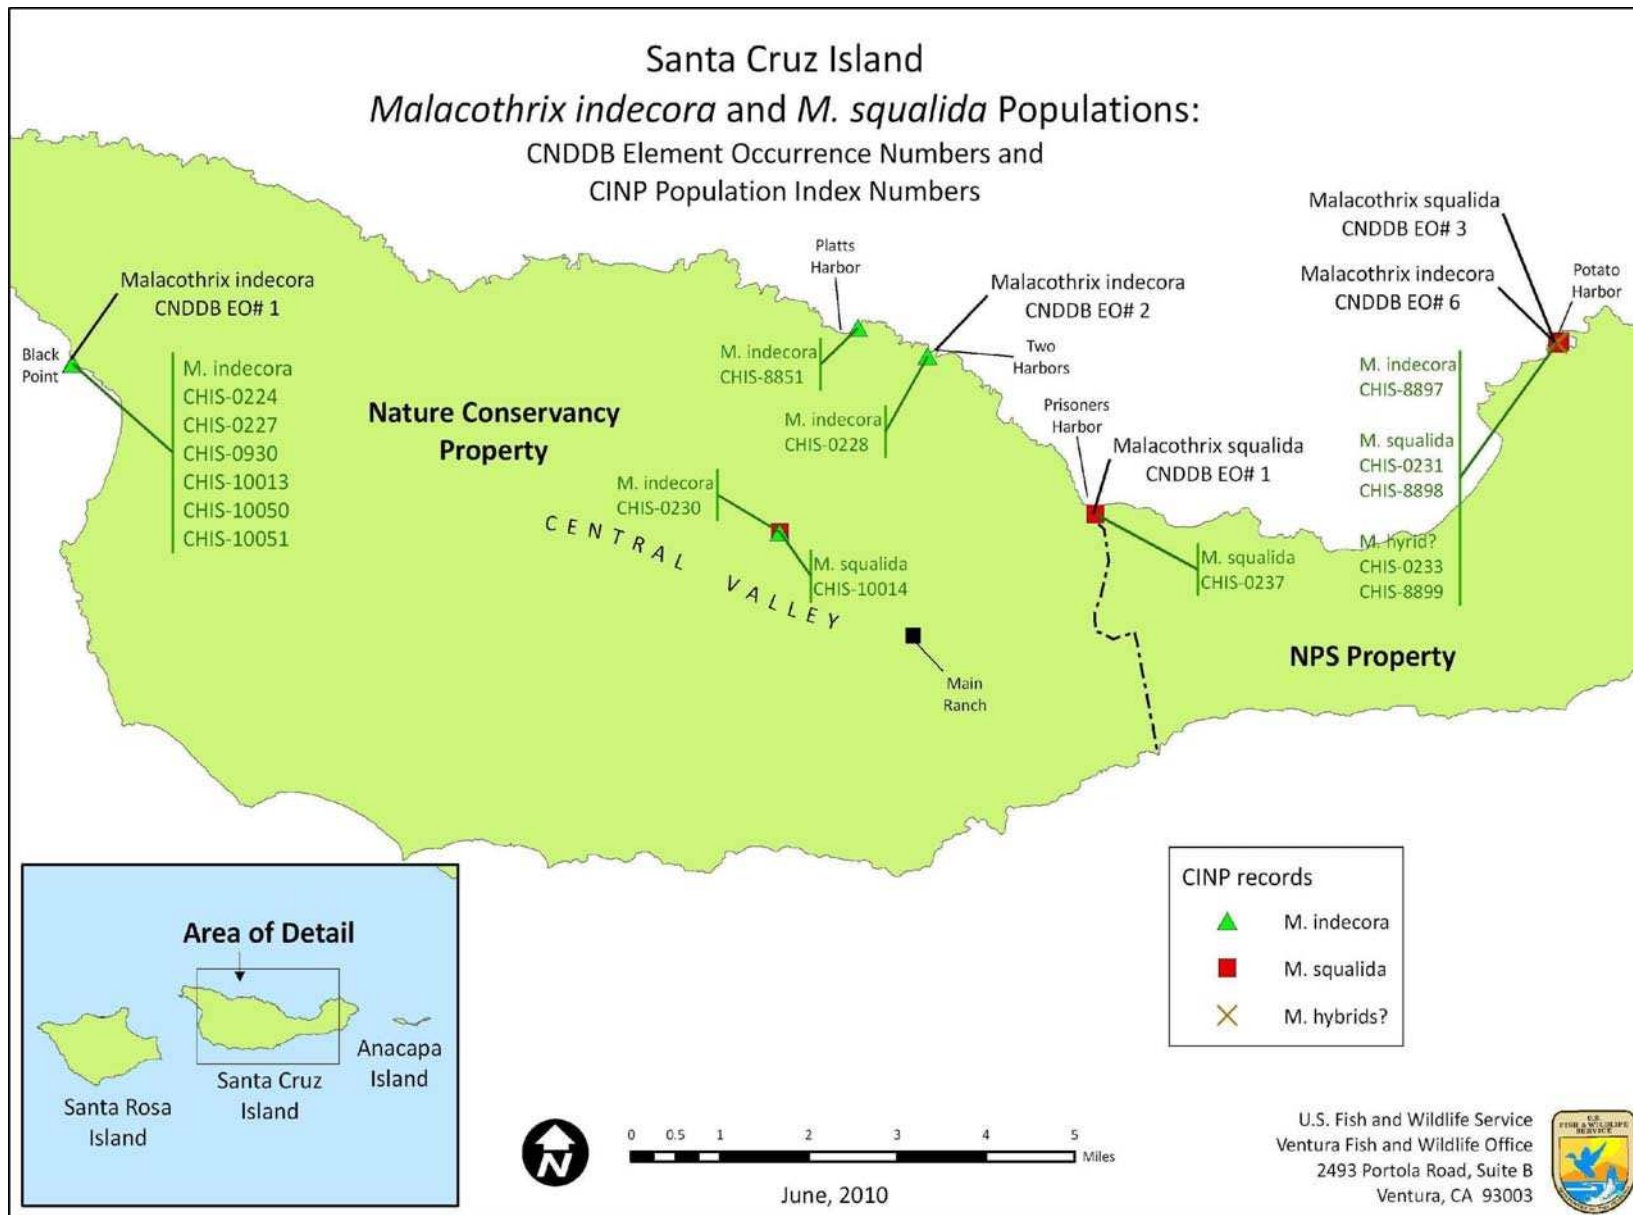 Santa Cruz Island
Malacothrix indecora and M. squalida Populations:
CNDDB Element Occurrence Numbers and
CINP Population Index Numbers
Malacothrix squalida
CNDDB EO# 3
Malacothrix indecora
CNDDB EO# 6
Potato
Harbor
Platts
Harbor
Malacothrix indecora
CNDDB EO# 1
Malacothrix indecora
CNDDB EO# 2
Black
Point
Two
Harbors
M. indecora
CHIS-0224
CHIS-0227
CHIS-0930
CHIS-10013
CHIS-10050
CHIS-10051
Nature Conservancy
Property
M. indecora
CHIS-8851
M. indecora
CHIS-0228
Prisoners
Harbor
Malacothrix squalida
CNDDB EO# 1
M. indecora
CHIS-8897
M. squalida
CHIS-0231
CHIS-8898
M. hyrid?
CHIS-0233
CHIS-8899
M. indecora
CHIS-0230
M. squalida
CHIS-10014
M. squalida
CHIS-0237
CENTRAL VALLEY
NPS Property
Main
Ranch
CINP records
M. indecora
M. squalida
M. hybrids?
Area of Detail
Santa Rosa
Island
Santa Cruz
Island
Anacapa
Island
N
0 0.5 1 2 3 4 5
Miles
June, 2010
U.S. Fish and Wildlife Service
Ventura Fish and Wildlife Office
2493 Portola Road, Suite B
Ventura, CA 93003
U.S.
FISH & WILDLIFE
SERVICE